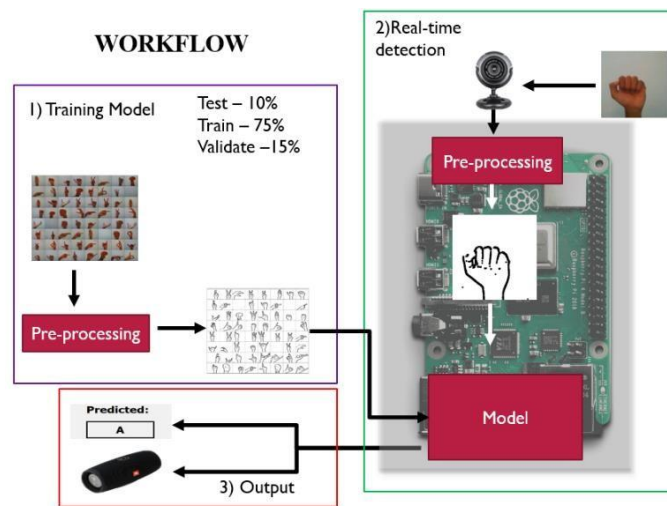 WORKFLOW
1) Training Model
Test – 10%
Train – 75%
Validate –15%
Pre-processing
2)Real-time
detection
Pre-processing
Model
Predicted:
A
3) Output